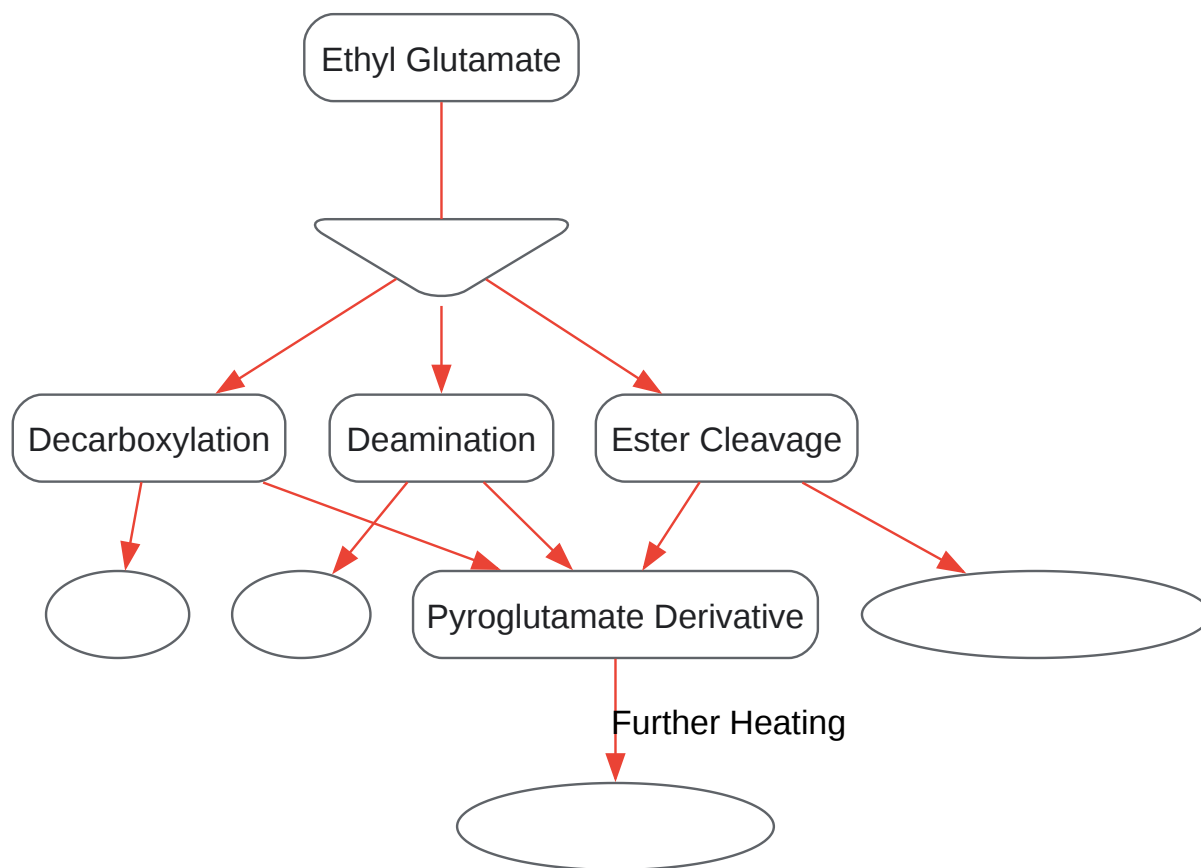 Ethyl Glutamate
Decarboxylation
Deamination
Ester Cleavage
Pyroglutamate Derivative
Further Heating